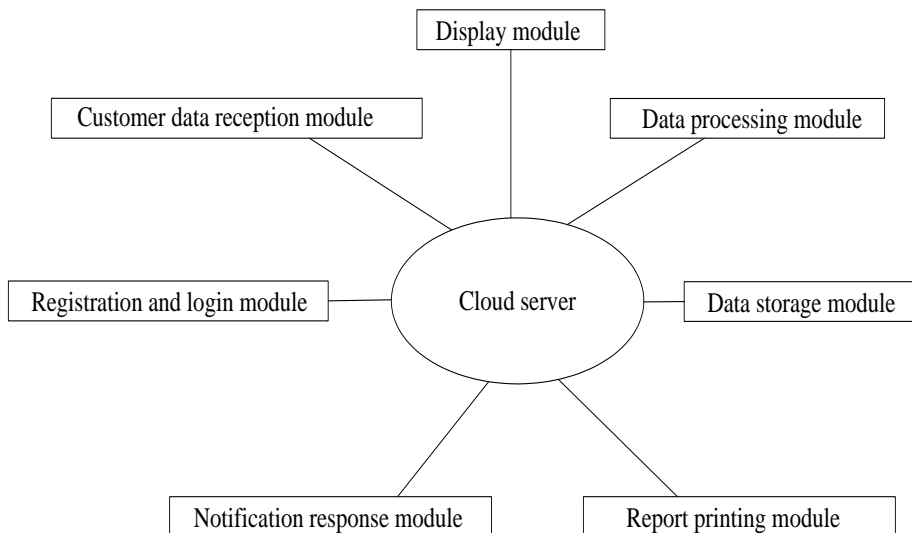 Display module
Customer data reception module
Data processing module
Registration and login module
Cloud server
Data storage module
Notification response module
Report printing module